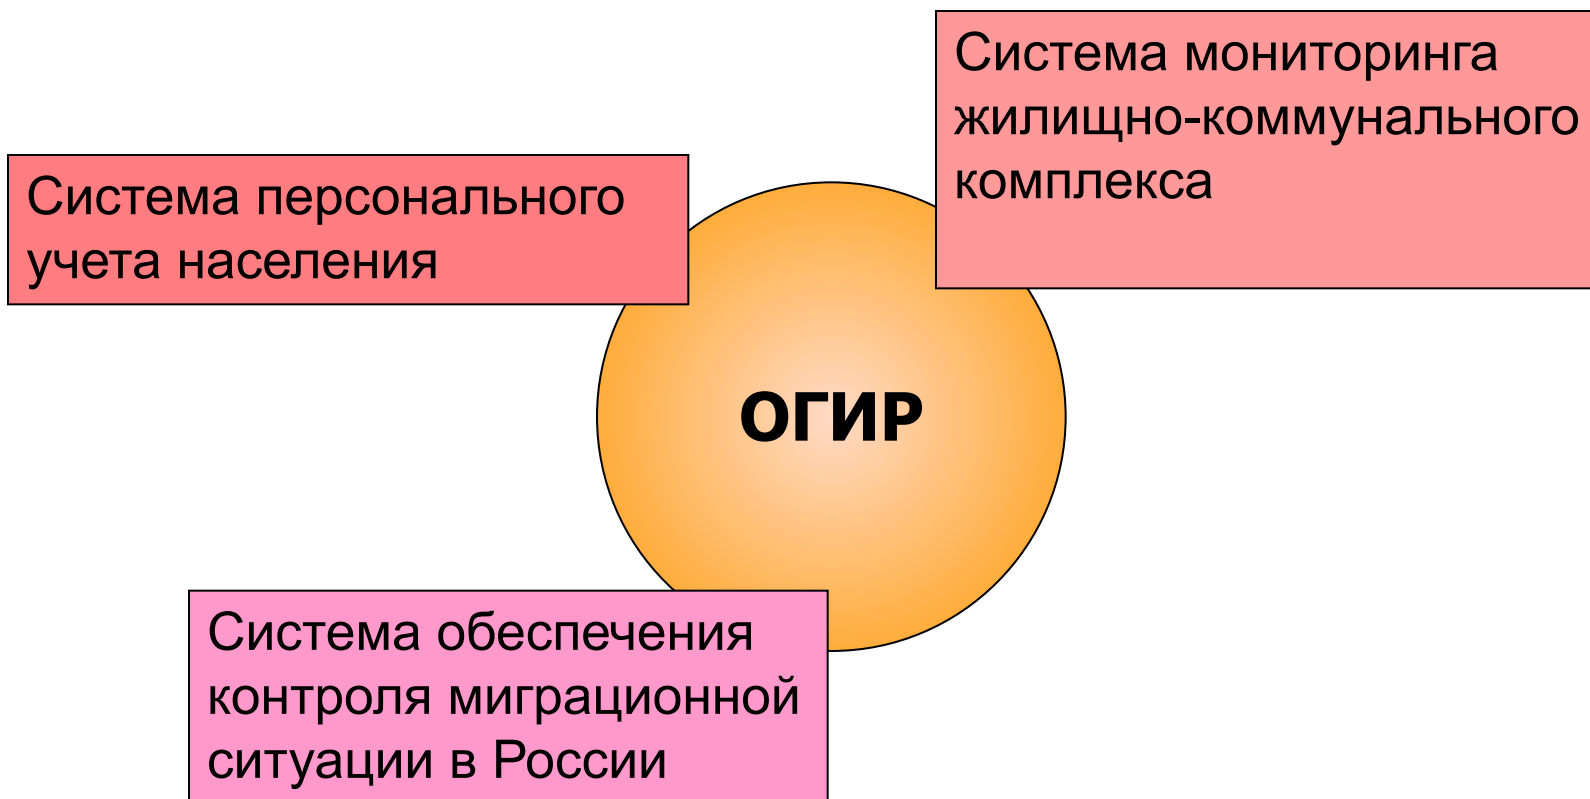 Система мониторинга
жилищно-коммунального
комплекса
Система персонального
учета населения
ОГИР
Система обеспечения
контроля миграционной
ситуации в России